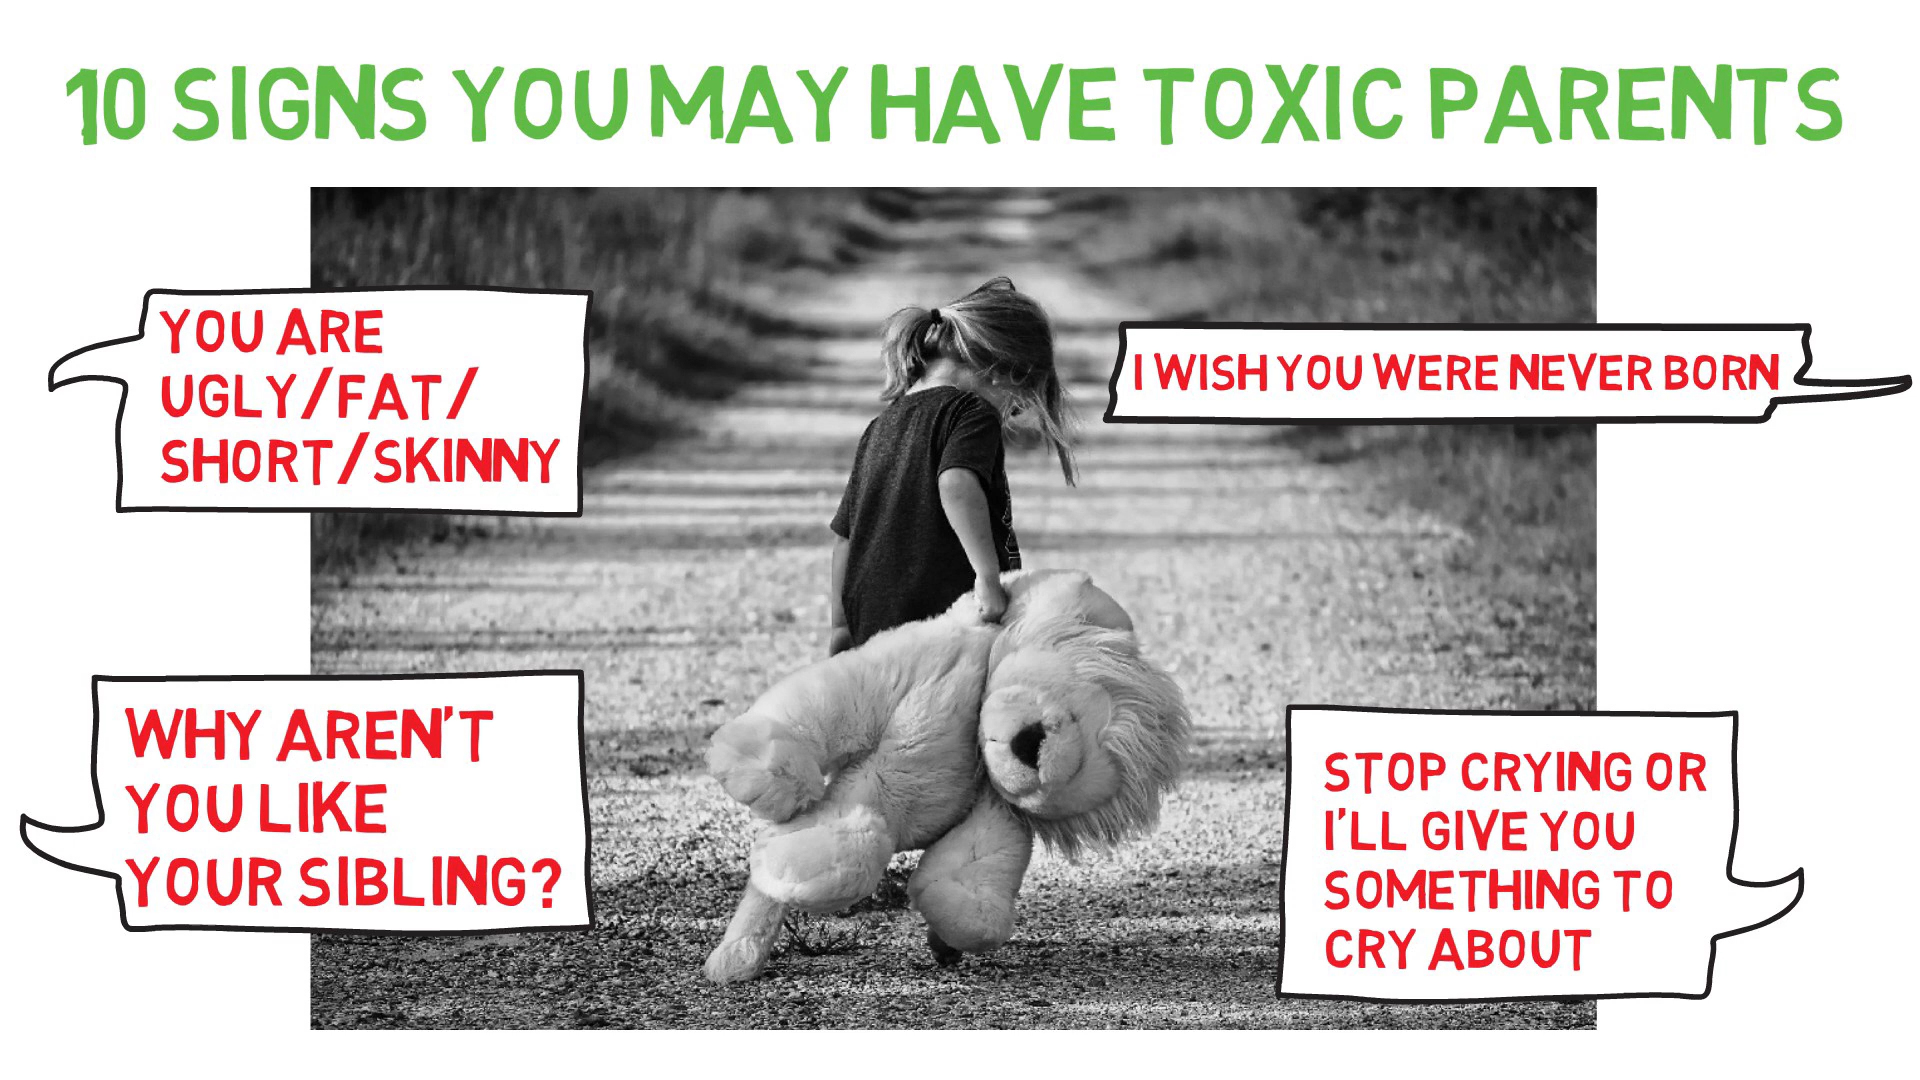 10 SIGNS YOU MAY HAVE TOXIC PARENTS
YOU ARE
UGLY/FAT/
SHORT/SKINNY
I WISH YOU WERE NEVER BORN
WHY AREN'T
YOU LIKE
YOUR SIBLING?
STOP CRYING OR
I'LL GIVE YOU
SOMETHING TO
CRY ABOUT